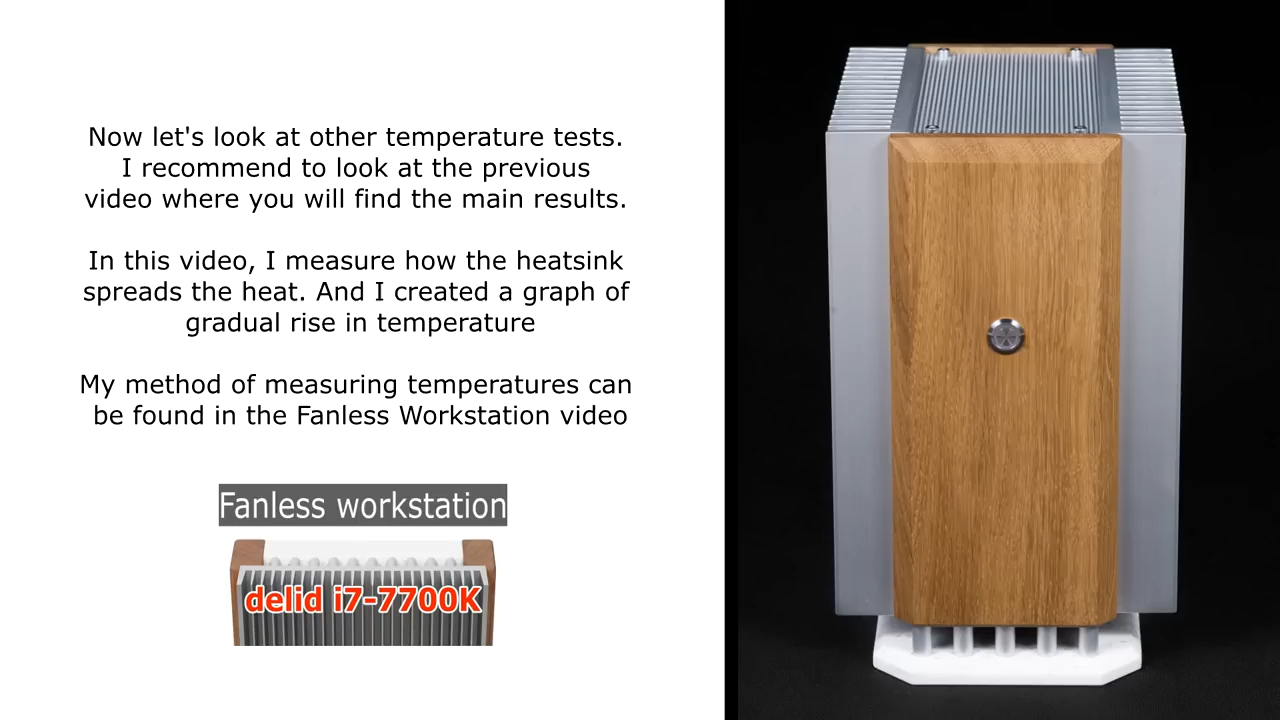 Now let's look at other temperature tests.
I recommend to look at the previous
video where you will find the main results.
In this video, I measure how the heatsink
spreads the heat. And I created a graph of
gradual rise in temperature
My method of measuring temperatures can
be found in the Fanless Workstation video
Fanless workstation
delid i7-7700K